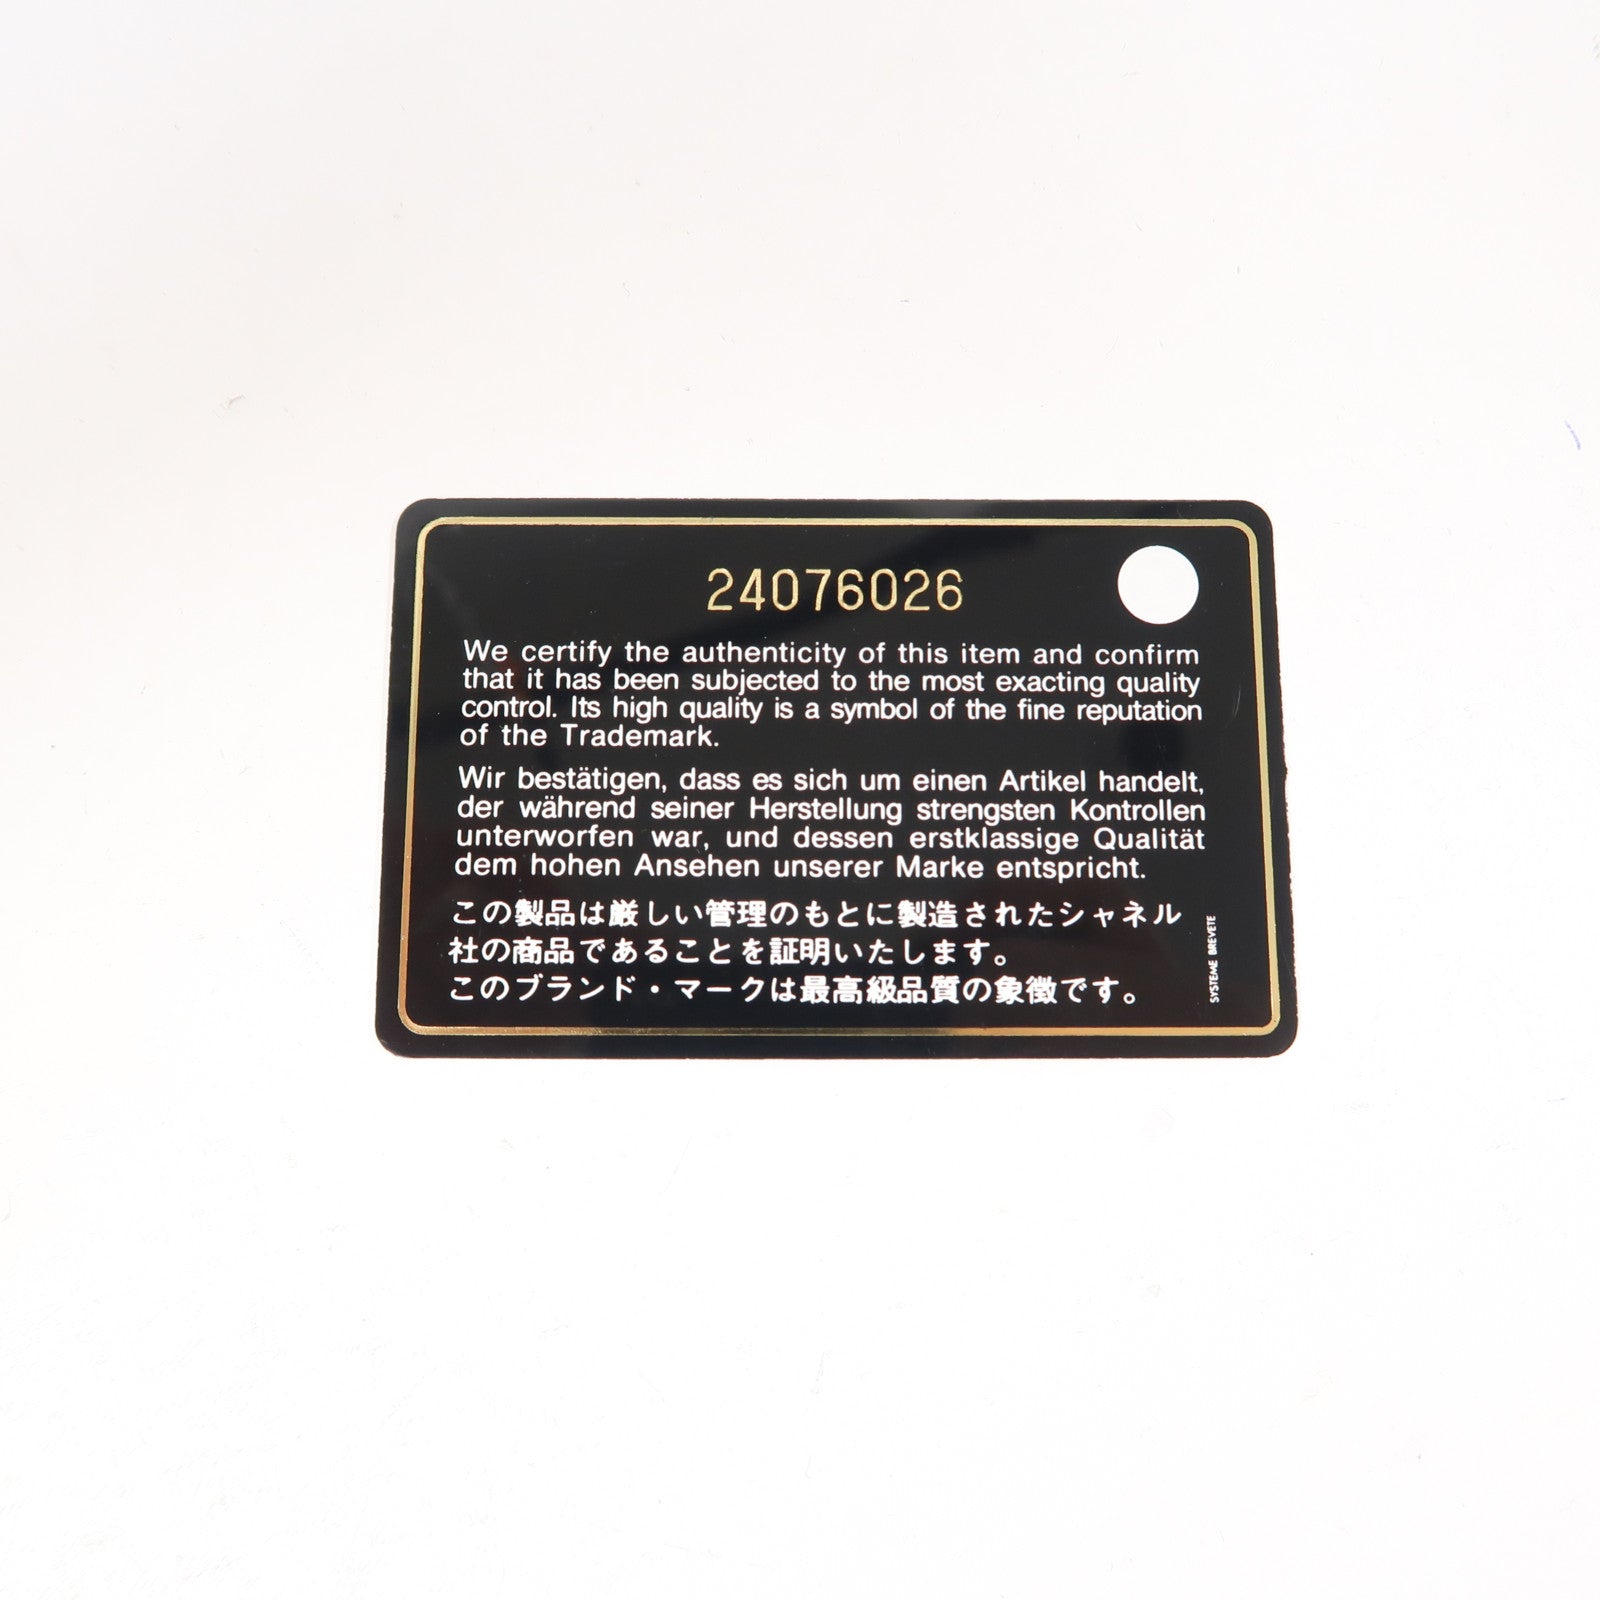 24076026
We certify the authenticity of this item and confirm
that it has been subjected to the most exacting quality
control. Its high quality is a symbol of the fine reputation
of the Trademark.
Wir bestätigen, dass es sich um einen Artikel handelt,
der während seiner Herstellung strengsten Kontrollen
unterworfen war, und dessen erstklassige Qualität
dem hohen Ansehen unserer Marke entspricht.
この製品は厳しい管理のもとに製造されたシャネル
社の商品であることを証明いたします。
このブランド・マークは最高級品質の象徴です。
SYSTEME BREVETE